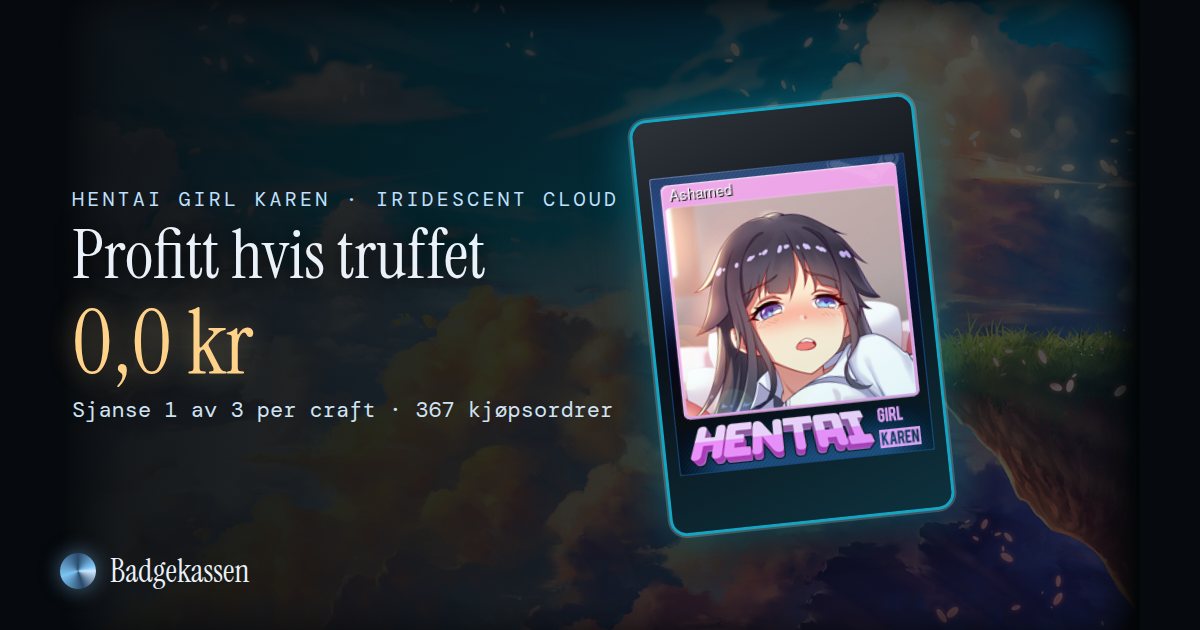 HENTAI GIRL KAREN · IRIDESCENT CLOUD
Profitt hvis truffet
0,0 kr
Sjanse 1 av 3 per craft · 367 kjøpsordrer
Badgekassen
Ashamed
HENTAI GIRL
KAREN